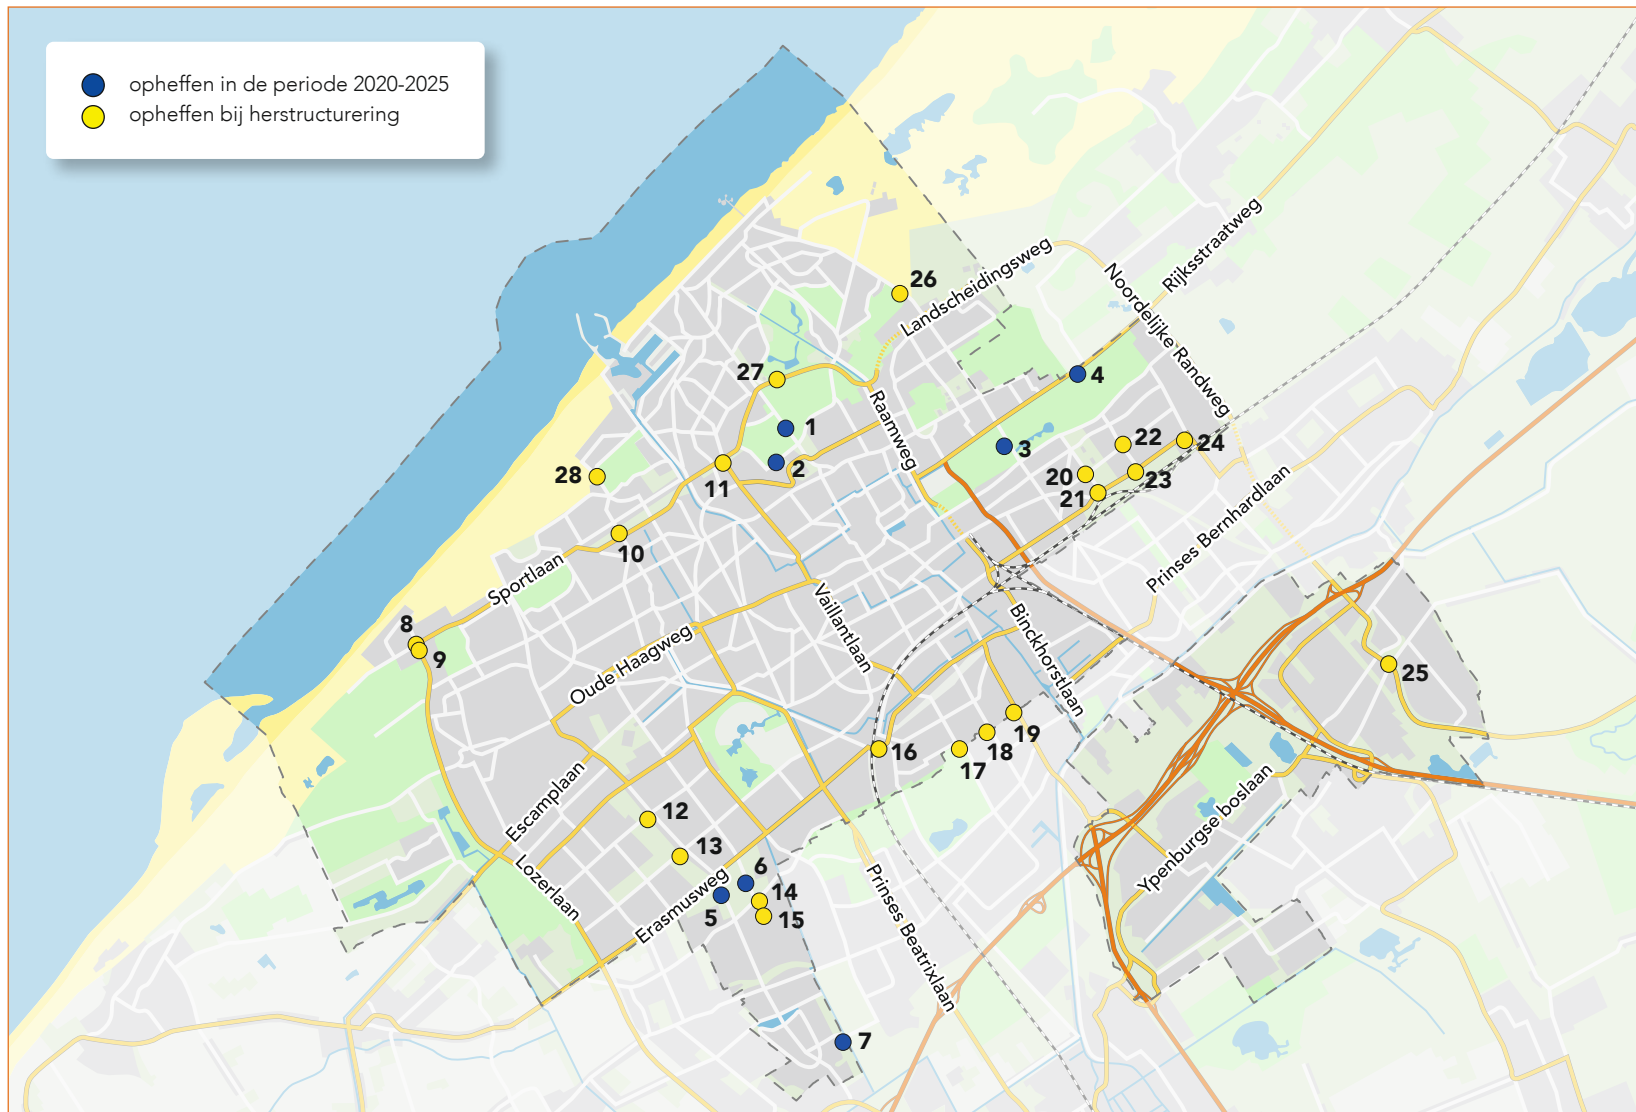 opheffen in de periode 2020-2025
opheffen bij herstructurering
26
Landscheidingsweg
Noordelijke Randweg
Rijksstraatweg
27
4
Raamweg
1
2
3
22
24
20
23
21
28
11
10
Prinses Bernhardlaan
Sportlaan
8
9
Oude Haagweg
Vaillantlaan
Binckhorstlaan
25
19
18
17
16
Escamplaan
12
13
Ypenburgse boslaan
Lozerlaan
Erasmusweg
6
5
14
15
Prinses Beatrixlaan
7